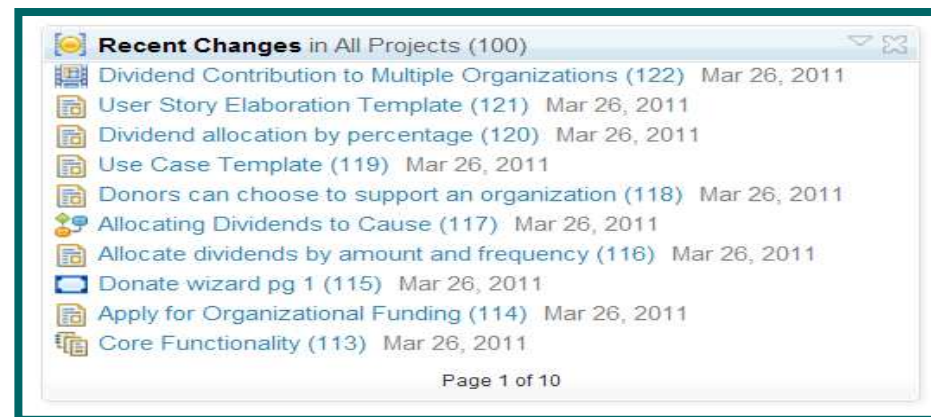 Recent Changes in All Projects (100)
Dividend Contribution to Multiple Organizations (122) Mar 26, 2011
User Story Elaboration Template (121) Mar 26, 2011
Dividend allocation by percentage (120) Mar 26, 2011
Use Case Template (119) Mar 26, 2011
Donors can choose to support an organization (118) Mar 26, 2011
Allocating Dividends to Cause (117) Mar 26, 2011
Allocate dividends by amount and frequency (116) Mar 26, 2011
Donate wizard pg 1 (115) Mar 26, 2011
Apply for Organizational Funding (114) Mar 26, 2011
Core Functionality (113) Mar 26, 2011
Page 1 of 10